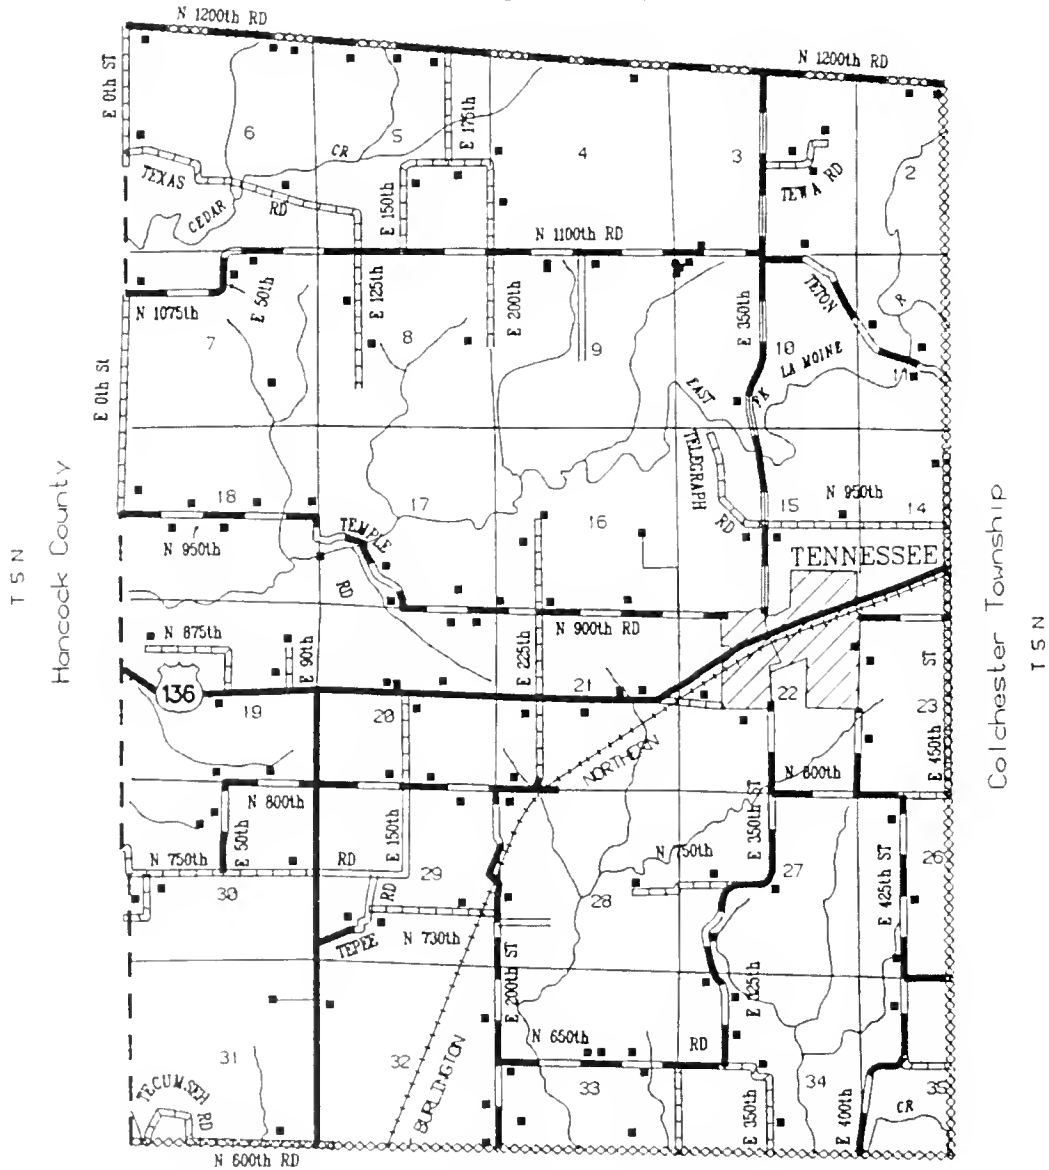 N 1200th RD
N 1200th RD
E 0th ST
6
5
4
3
2
CR
E 175th
TEXAS
RD
CEDAR
E 150th
TEWA RD
N 1100th RD
N 1075th
E 50th
E 125th
E 200th
E 350th
TETON
R
7
8
9
10
11
LA MOINE
FK
EAST
E 0th St
TELEGRAPH
RD
18
17
16
15
14
N 950th
N 950th
TEMPLE
RD
TENNESSEE
Hancock County
T 5 N
Colchester Township
T 5 N
N 875th
E 90th
N 900th RD
E 225th
136
19
20
21
22
23
ST
E 450th
NORTHERN
N 800th
N 800th
E 50th
E 150th
E 350th ST
N 750th
RD
N 750th
30
29
28
27
26
E 425th ST
RD
TEPEE
N 730th
E 200th ST
N 650th
RD
31
32
33
34
35
BURLINGTON
TECUMSEH
RD
E 350th
E 400th
CR
N 600th RD